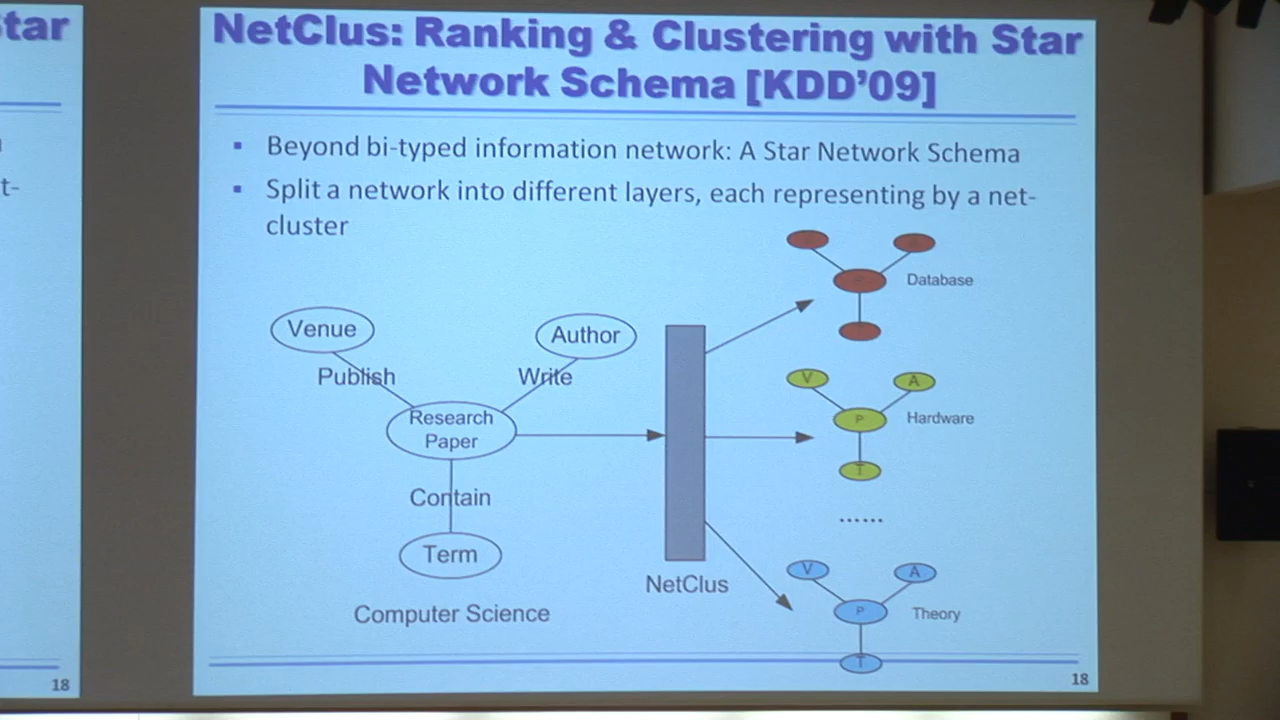 tar
t-
18
NetClus: Ranking & Clustering with Star
Network Schema [KDD'09]
▪ Beyond bi-typed information network: A Star Network Schema
▪ Split a network into different layers, each representing by a net-
cluster
Venue
Author
Publish
Write
Research
Paper
Contain
Term
Computer Science
NetClus
P
Database
V
A
P
Hardware
T
......
V
A
P
Theory
T
18